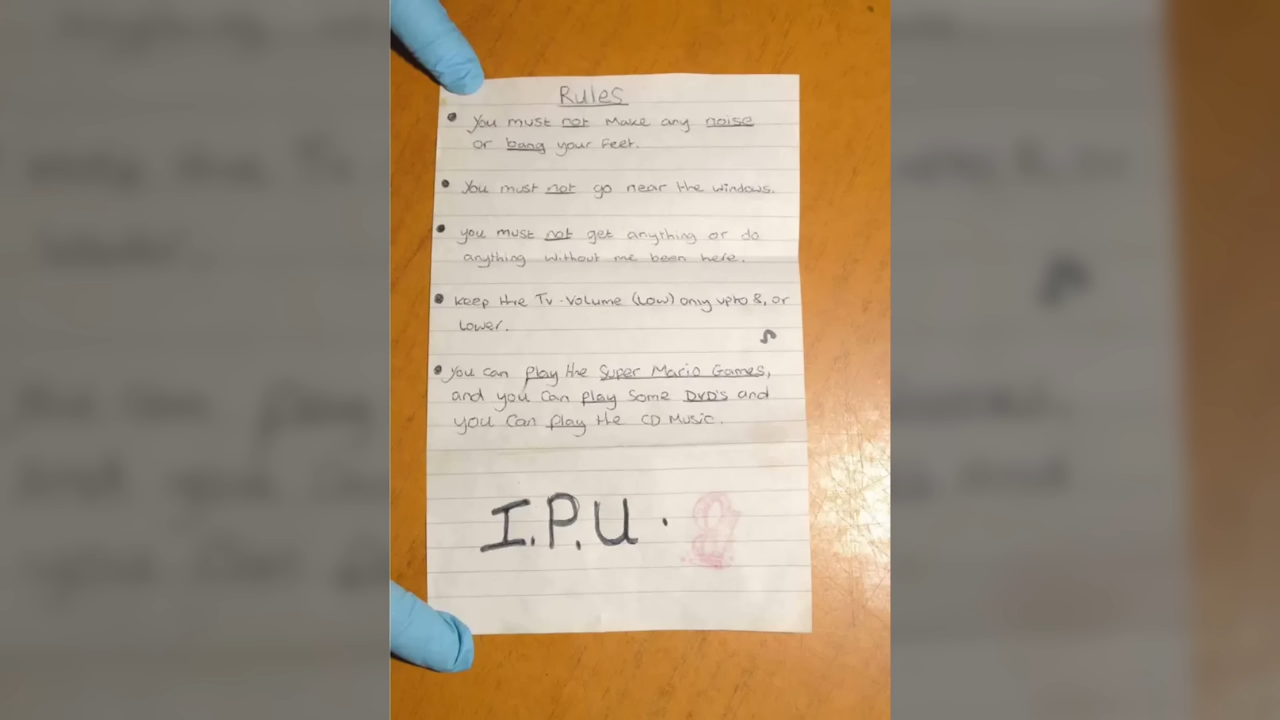 Rules
• You must not make any noise
or bang your feet.
• You must not go near the windows.
• you must not get anything or do
anything without me been here.
• keep the Tv-Volume (Low) only upto 8, or
Lower.
• you can play the Super Mario Games,
and you can play some DVD's and
you can play the CD Music.
I.P.U.